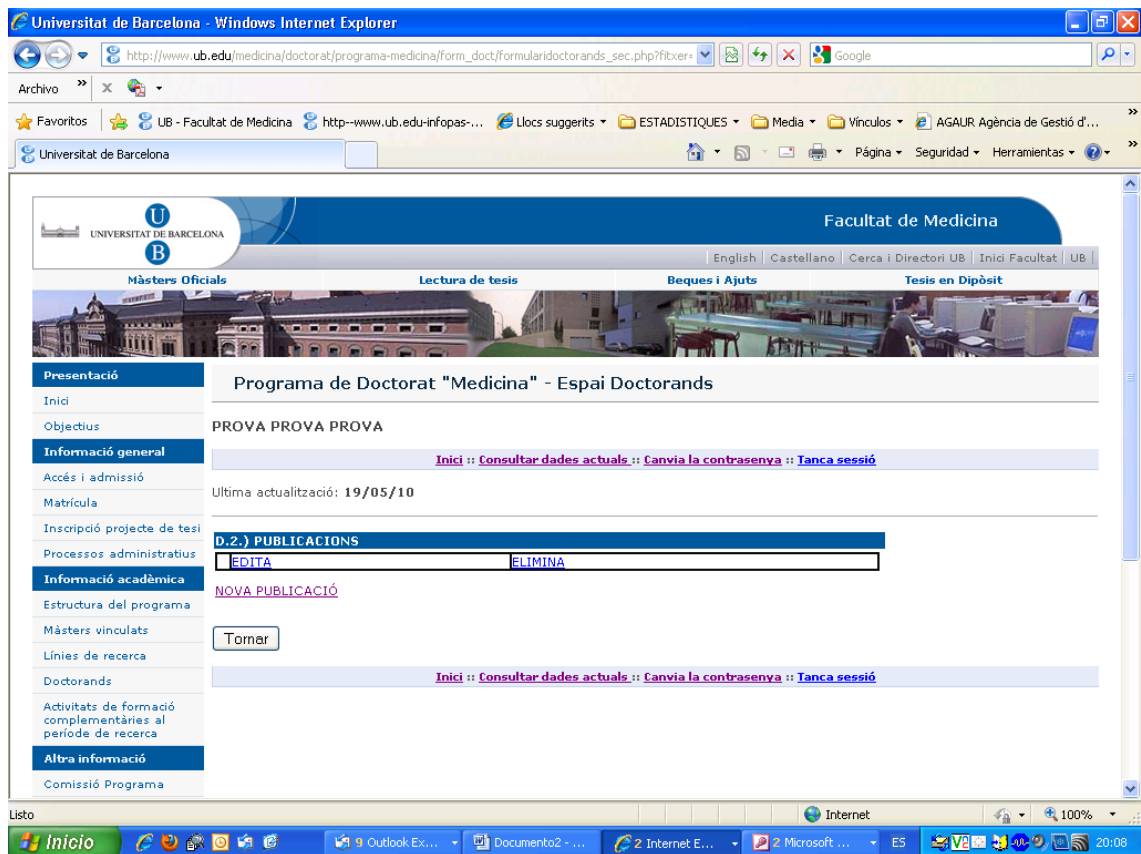 Universitat de Barcelona - Windows Internet Explorer
http://www.ub.edu/medicina/doctorat/programa-medicina/form_doct/formularidoctorands_sec.php?fitxer= Google
Archivo » x
Favoritos UB - Facultat de Medicina http--www.ub.edu-infopas-... Llocs suggerits ESTADISTIQUES Media Vínculos AGAUR Agència de Gestió d'... »
Universitat de Barcelona Página Seguridad Herramientas »
UNIVERSITAT DE BARCELONA
U
B
Facultat de Medicina
English | Castellano | Cerca i Directori UB | Inici Facultat | UB |
Màsters Oficials Lectura de tesis Beques i Ajuts Tesis en Dipòsit
Presentació
Inici
Objectius
Informació general
Accés i admissió
Matrícula
Inscripció projecte de tesi
Processos administratius
Informació acadèmica
Estructura del programa
Màsters vinculats
Línies de recerca
Doctorands
Activitats de formació
complementàries al
període de recerca
Altra informació
Comissió Programa
Programa de Doctorat "Medicina" - Espai Doctorands
PROVA PROVA PROVA
Inici :: Consultar dades actuals :: Canvia la contrasenya :: Tanca sessió
Ultima actualització: 19/05/10
D.2.) PUBLICACIONS
EDITA ELIMINA
NOVA PUBLICACIÓ
Tornar
Inici :: Consultar dades actuals :: Canvia la contrasenya :: Tanca sessió
Listo Internet 100%
Inicio 9 Outlook Ex... Documento2 - ... 2 Internet E... 2 Microsoft ... ES 20:08